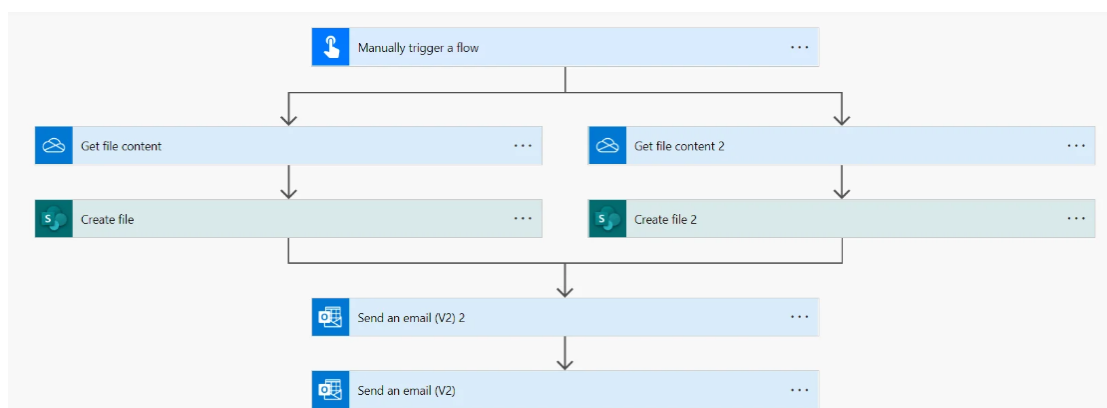 Manually trigger a flow
Get file content
Get file content 2
Create file
Create file 2
Send an email (V2) 2
Send an email (V2)